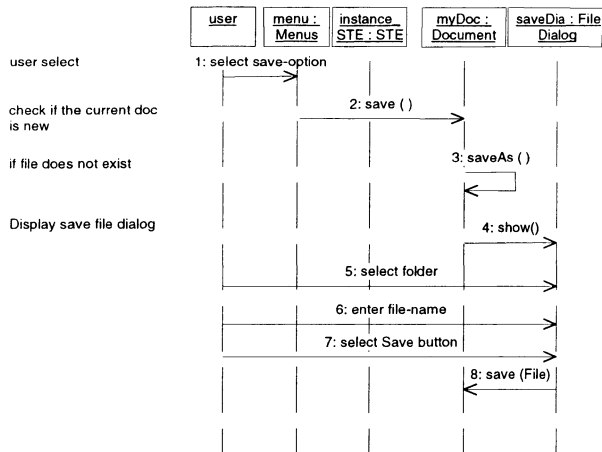 user
menu :
Menus
instance_
STE : STE
myDoc :
Document
saveDia : File
Dialog
user select
1: select save-option
check if the current doc
is new
2: save ( )
if file does not exist
3: saveAs ( )
Display save file dialog
4: show()
5: select folder
6: enter file-name
7: select Save button
8: save (File)